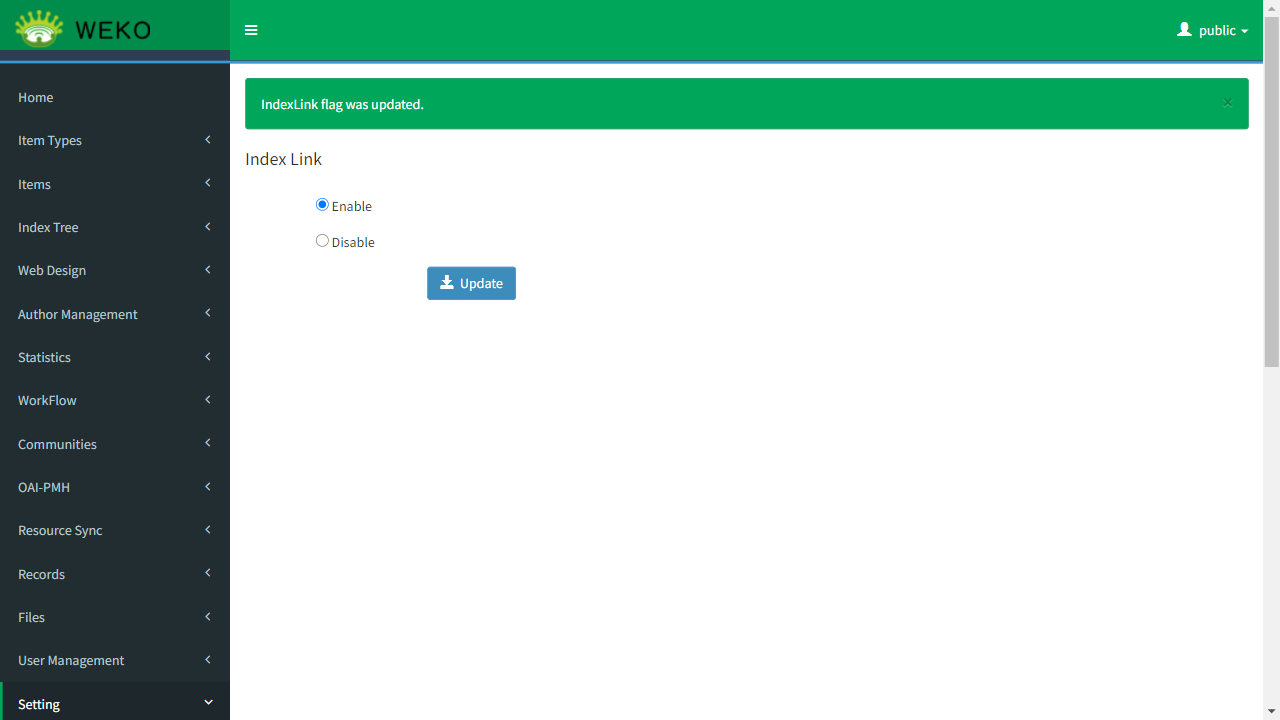 WEKO
public
IndexLink flag was updated.
×
Index Link
Enable
Disable
Update
Home
Item Types
Items
Index Tree
Web Design
Author Management
Statistics
WorkFlow
Communities
OAI-PMH
Resource Sync
Records
Files
User Management
Setting